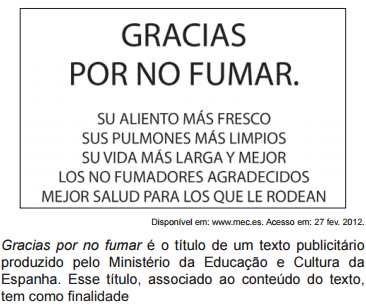 GRACIAS
POR NO FUMAR.
SU ALIENTO MÁS FRESCO
SUS PULMONES MÁS LIMPIOS
SU VIDA MÁS LARGA Y MEJOR
LOS NO FUMADORES AGRADECIDOS
MEJOR SALUD PARA LOS QUE LE RODEAN
Disponível em: www.mec.es. Acesso em: 27 fev. 2012.
Gracias por no fumar é o título de um texto publicitário
produzido pelo Ministério da Educação e Cultura da
Espanha. Esse título, associado ao conteúdo do texto,
tem como finalidade